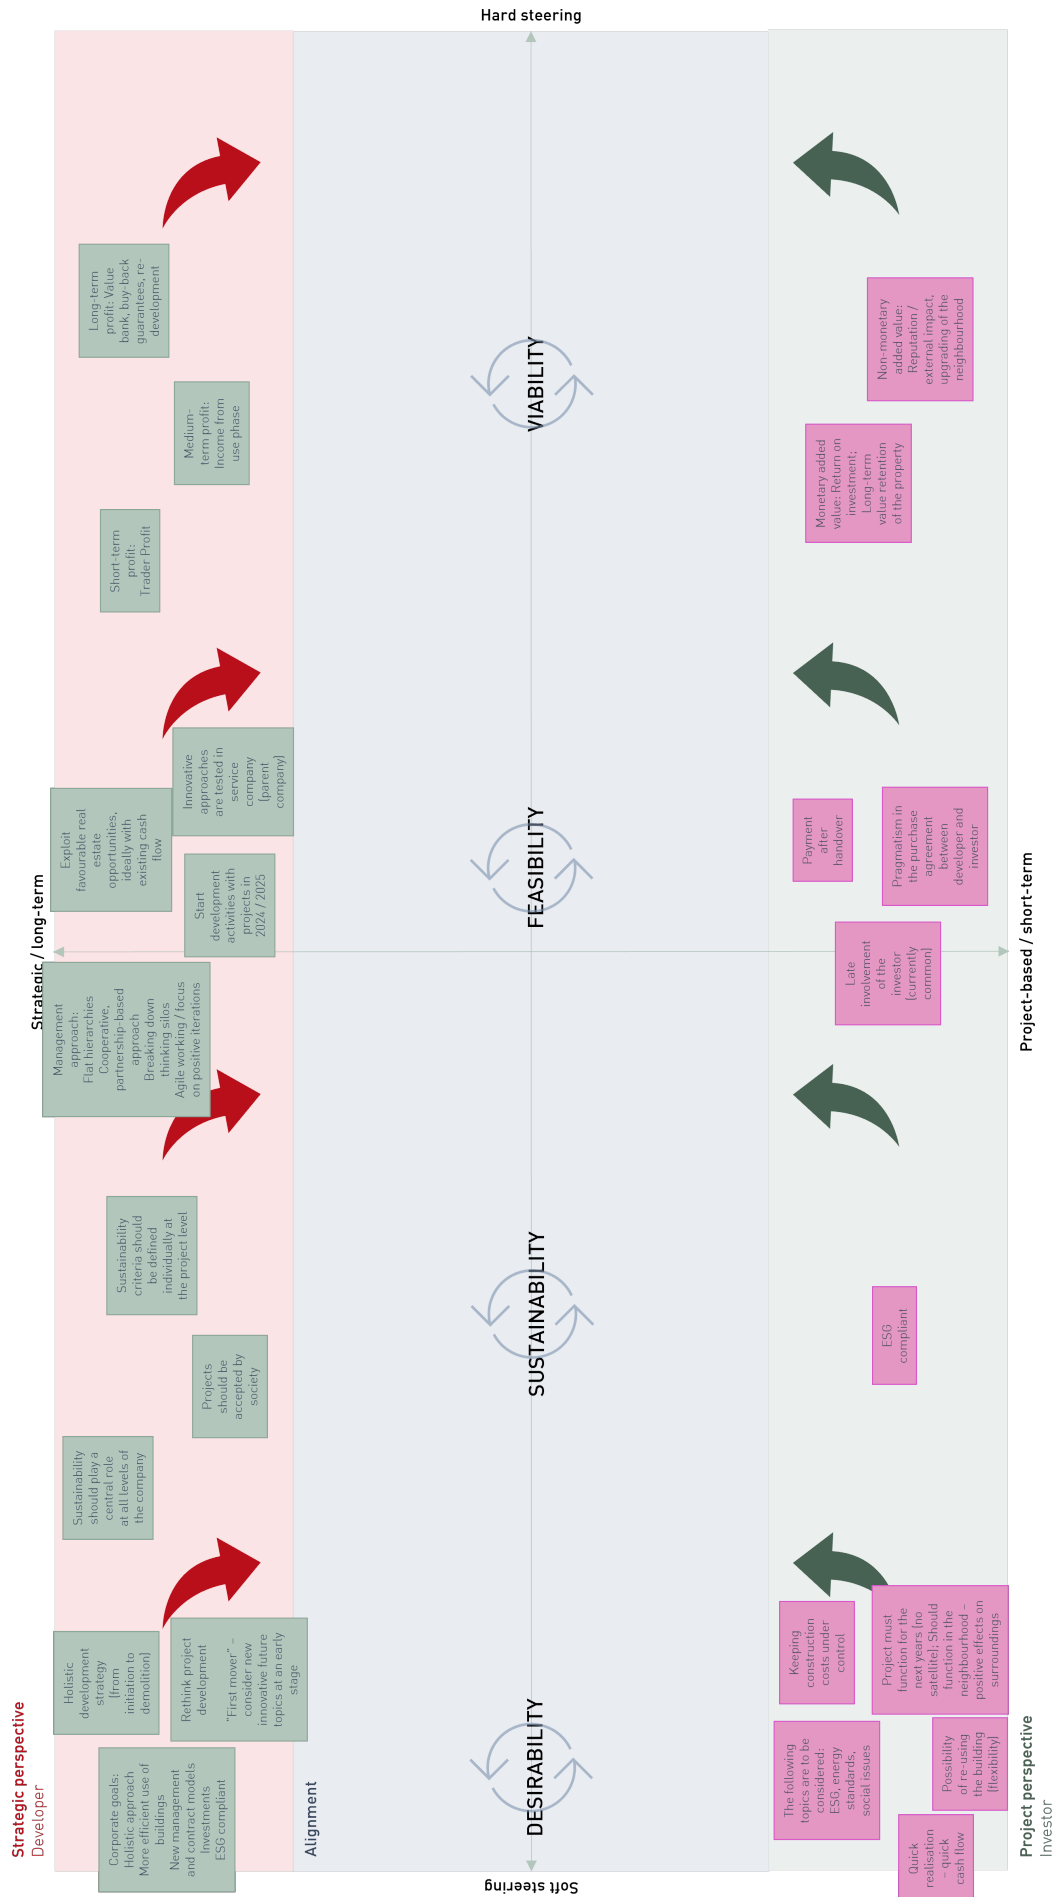 Hard steering
Strategic perspective
Developer
Strategic / long-term
Corporate goals:
Holistic approach
More efficient use of
buildings
New management
and contract models
Investments
ESG compliant
Holistic
development
strategy
(from
initiation to
demolition)
Rethink project
development
"First mover" –
consider new
innovative future
topics at an early
stage
Sustainability
should play a
central role
at all levels of
the company
Projects
should be
accepted by
society
Sustainability
criteria should
be defined
individually at
the project level
Management
approach:
Flat hierarchies
Cooperative,
partnership-based
approach
Breaking down
thinking silos
Agile working / focus
on positive iterations
Start
development
activities with
projects in
2024 / 2025
Exploit
favourable real
estate
opportunities,
ideally with
existing cash
flow
Innovative
approaches
are tested in
service
company
(parent
company)
Short-term
profit:
Trader Profit
Medium-
term profit:
Income from
use phase
Long-term
profit: Value
bank, buy-back
guarantees, re-
development
Alignment
DESIRABILITY
SUSTAINABILITY
FEASIBILITY
VIABILITY
The following
topics are to be
considered:
ESG, energy
standards,
social issues
Keeping
construction
costs under
control
Quick
realisation
– quick
cash flow
Possibility
of re-using
the building
(flexibility)
Project must
function for the
next years (no
satellite); Should
function in the
neighbourhood –
positive effects on
surroundings
ESG
compliant
Late
involvement
of the
investor
(currently
common)
Payment
after
handover
Pragmatism in
the purchase
agreement
between
developer and
investor
Monetary added
value: Return on
investment;
Long-term
value retention
of the property
Non-monetary
added value:
Reputation /
external impact,
upgrading of the
neighbourhood
Project perspective
Investor
Project-based / short-term
Soft steering